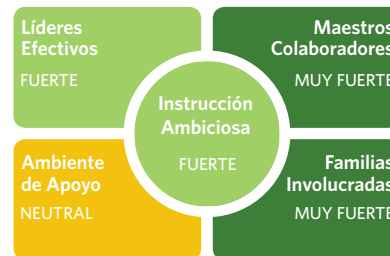 Líderes
Efectivos
FUERTE
Maestros
Colaboradores
MUY FUERTE
Instrucción
Ambiciosa
FUERTE
Ambiente
de Apoyo
NEUTRAL
Familias
Involucradas
MUY FUERTE